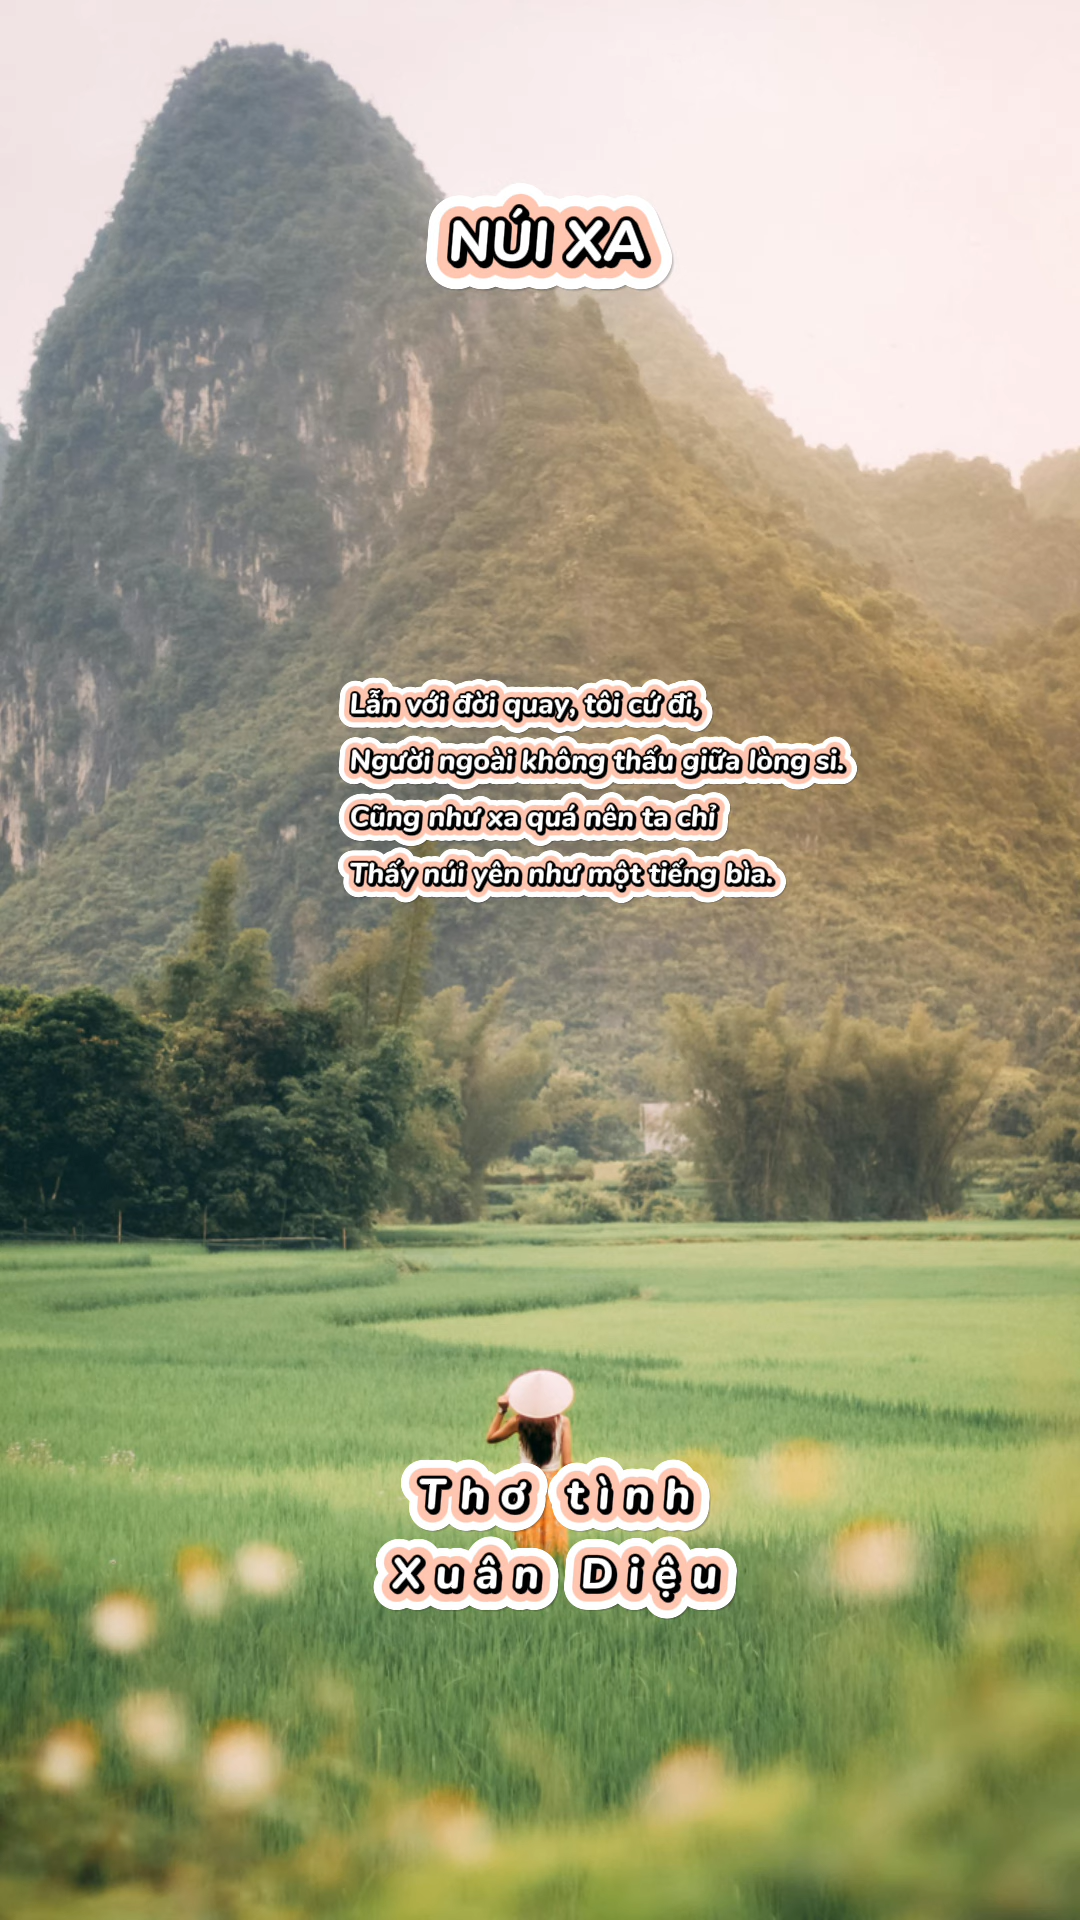 NÚI XA
Lẫn với đời quay, tôi cứ đi,
Người ngoài không thấu giữa lòng si.
Cũng như xa quá nên ta chỉ
Thấy núi yên như một tiếng bìa.
Thơ tình
Xuân Diệu